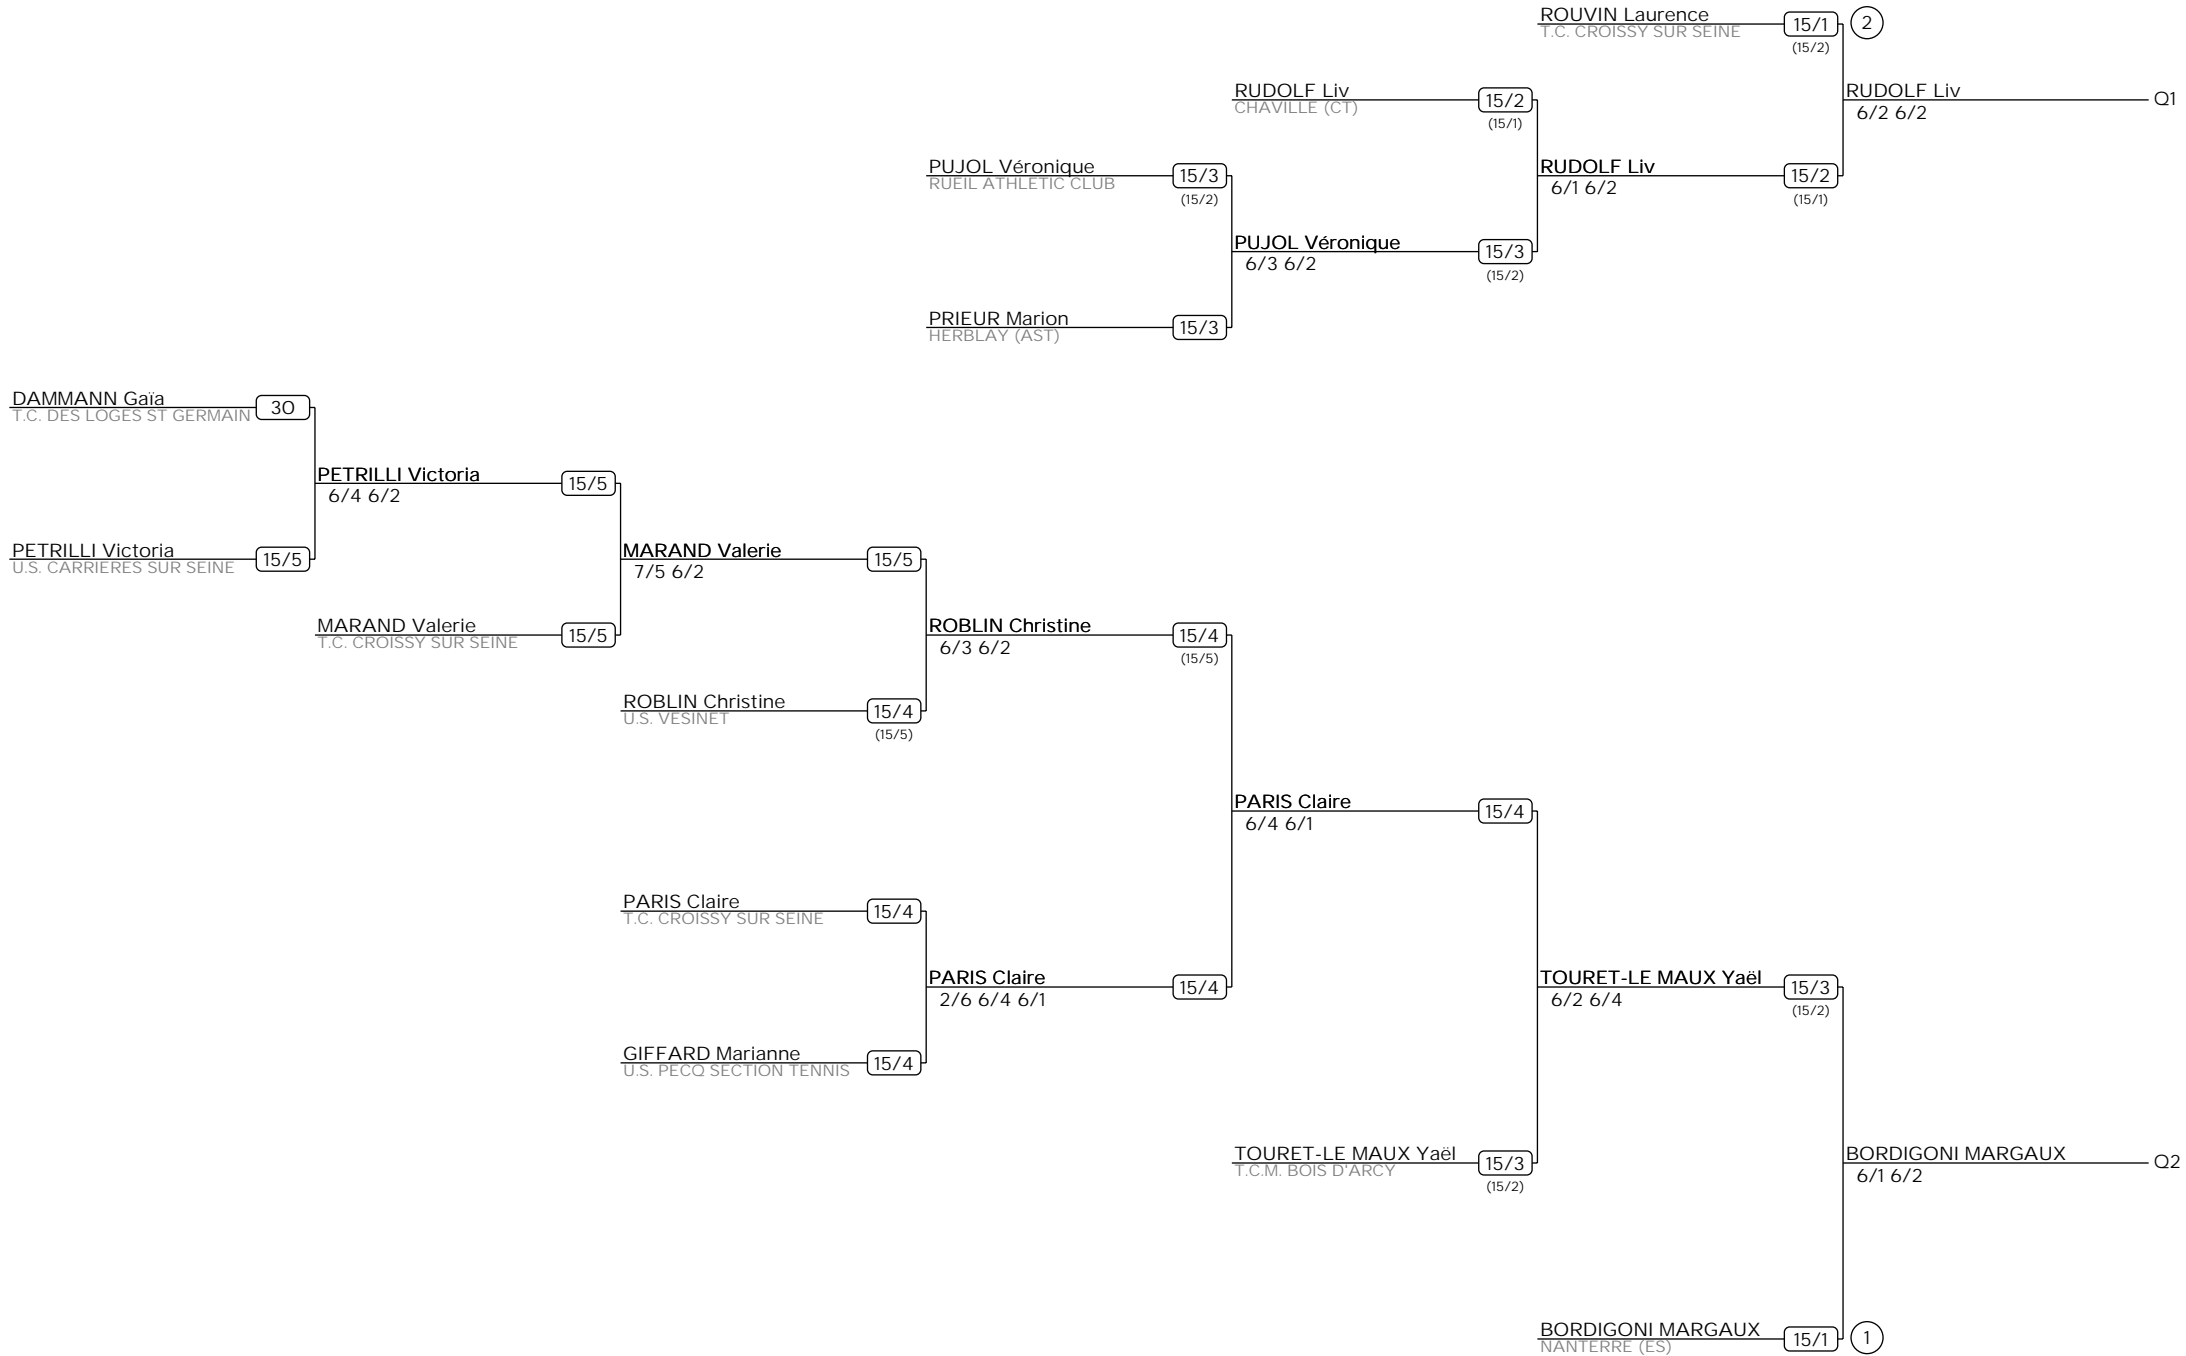 ROUVIN Laurence
T.C. CROISSY SUR SEINE
15/1
(15/2)
2
RUDOLF Liv
CHAVILLE (CT)
15/2
(15/1)
RUDOLF Liv
6/2 6/2
Q1
PUJOL Véronique
RUEIL ATHLETIC CLUB
15/3
(15/2)
RUDOLF Liv
6/1 6/2
15/2
(15/1)
PUJOL Véronique
6/3 6/2
15/3
(15/2)
PRIEUR Marion
HERBLAY (AST)
15/3
DAMMANN Gaïa
T.C. DES LOGES ST GERMAIN
30
PETRILLI Victoria
6/4 6/2
15/5
PETRILLI Victoria
U.S. CARRIERES SUR SEINE
15/5
MARAND Valerie
7/5 6/2
15/5
MARAND Valerie
T.C. CROISSY SUR SEINE
15/5
ROBLIN Christine
6/3 6/2
15/4
(15/5)
ROBLIN Christine
U.S. VESINET
15/4
(15/5)
PARIS Claire
6/4 6/1
15/4
PARIS Claire
T.C. CROISSY SUR SEINE
15/4
PARIS Claire
2/6 6/4 6/1
15/4
TOURET-LE MAUX Yaël
6/2 6/4
15/3
(15/2)
GIFFARD Marianne
U.S. PECQ SECTION TENNIS
15/4
TOURET-LE MAUX Yaël
T.C.M. BOIS D'ARCY
15/3
(15/2)
BORDIGONI MARGAUX
6/1 6/2
Q2
BORDIGONI MARGAUX
NANTERRE (ES)
15/1
1